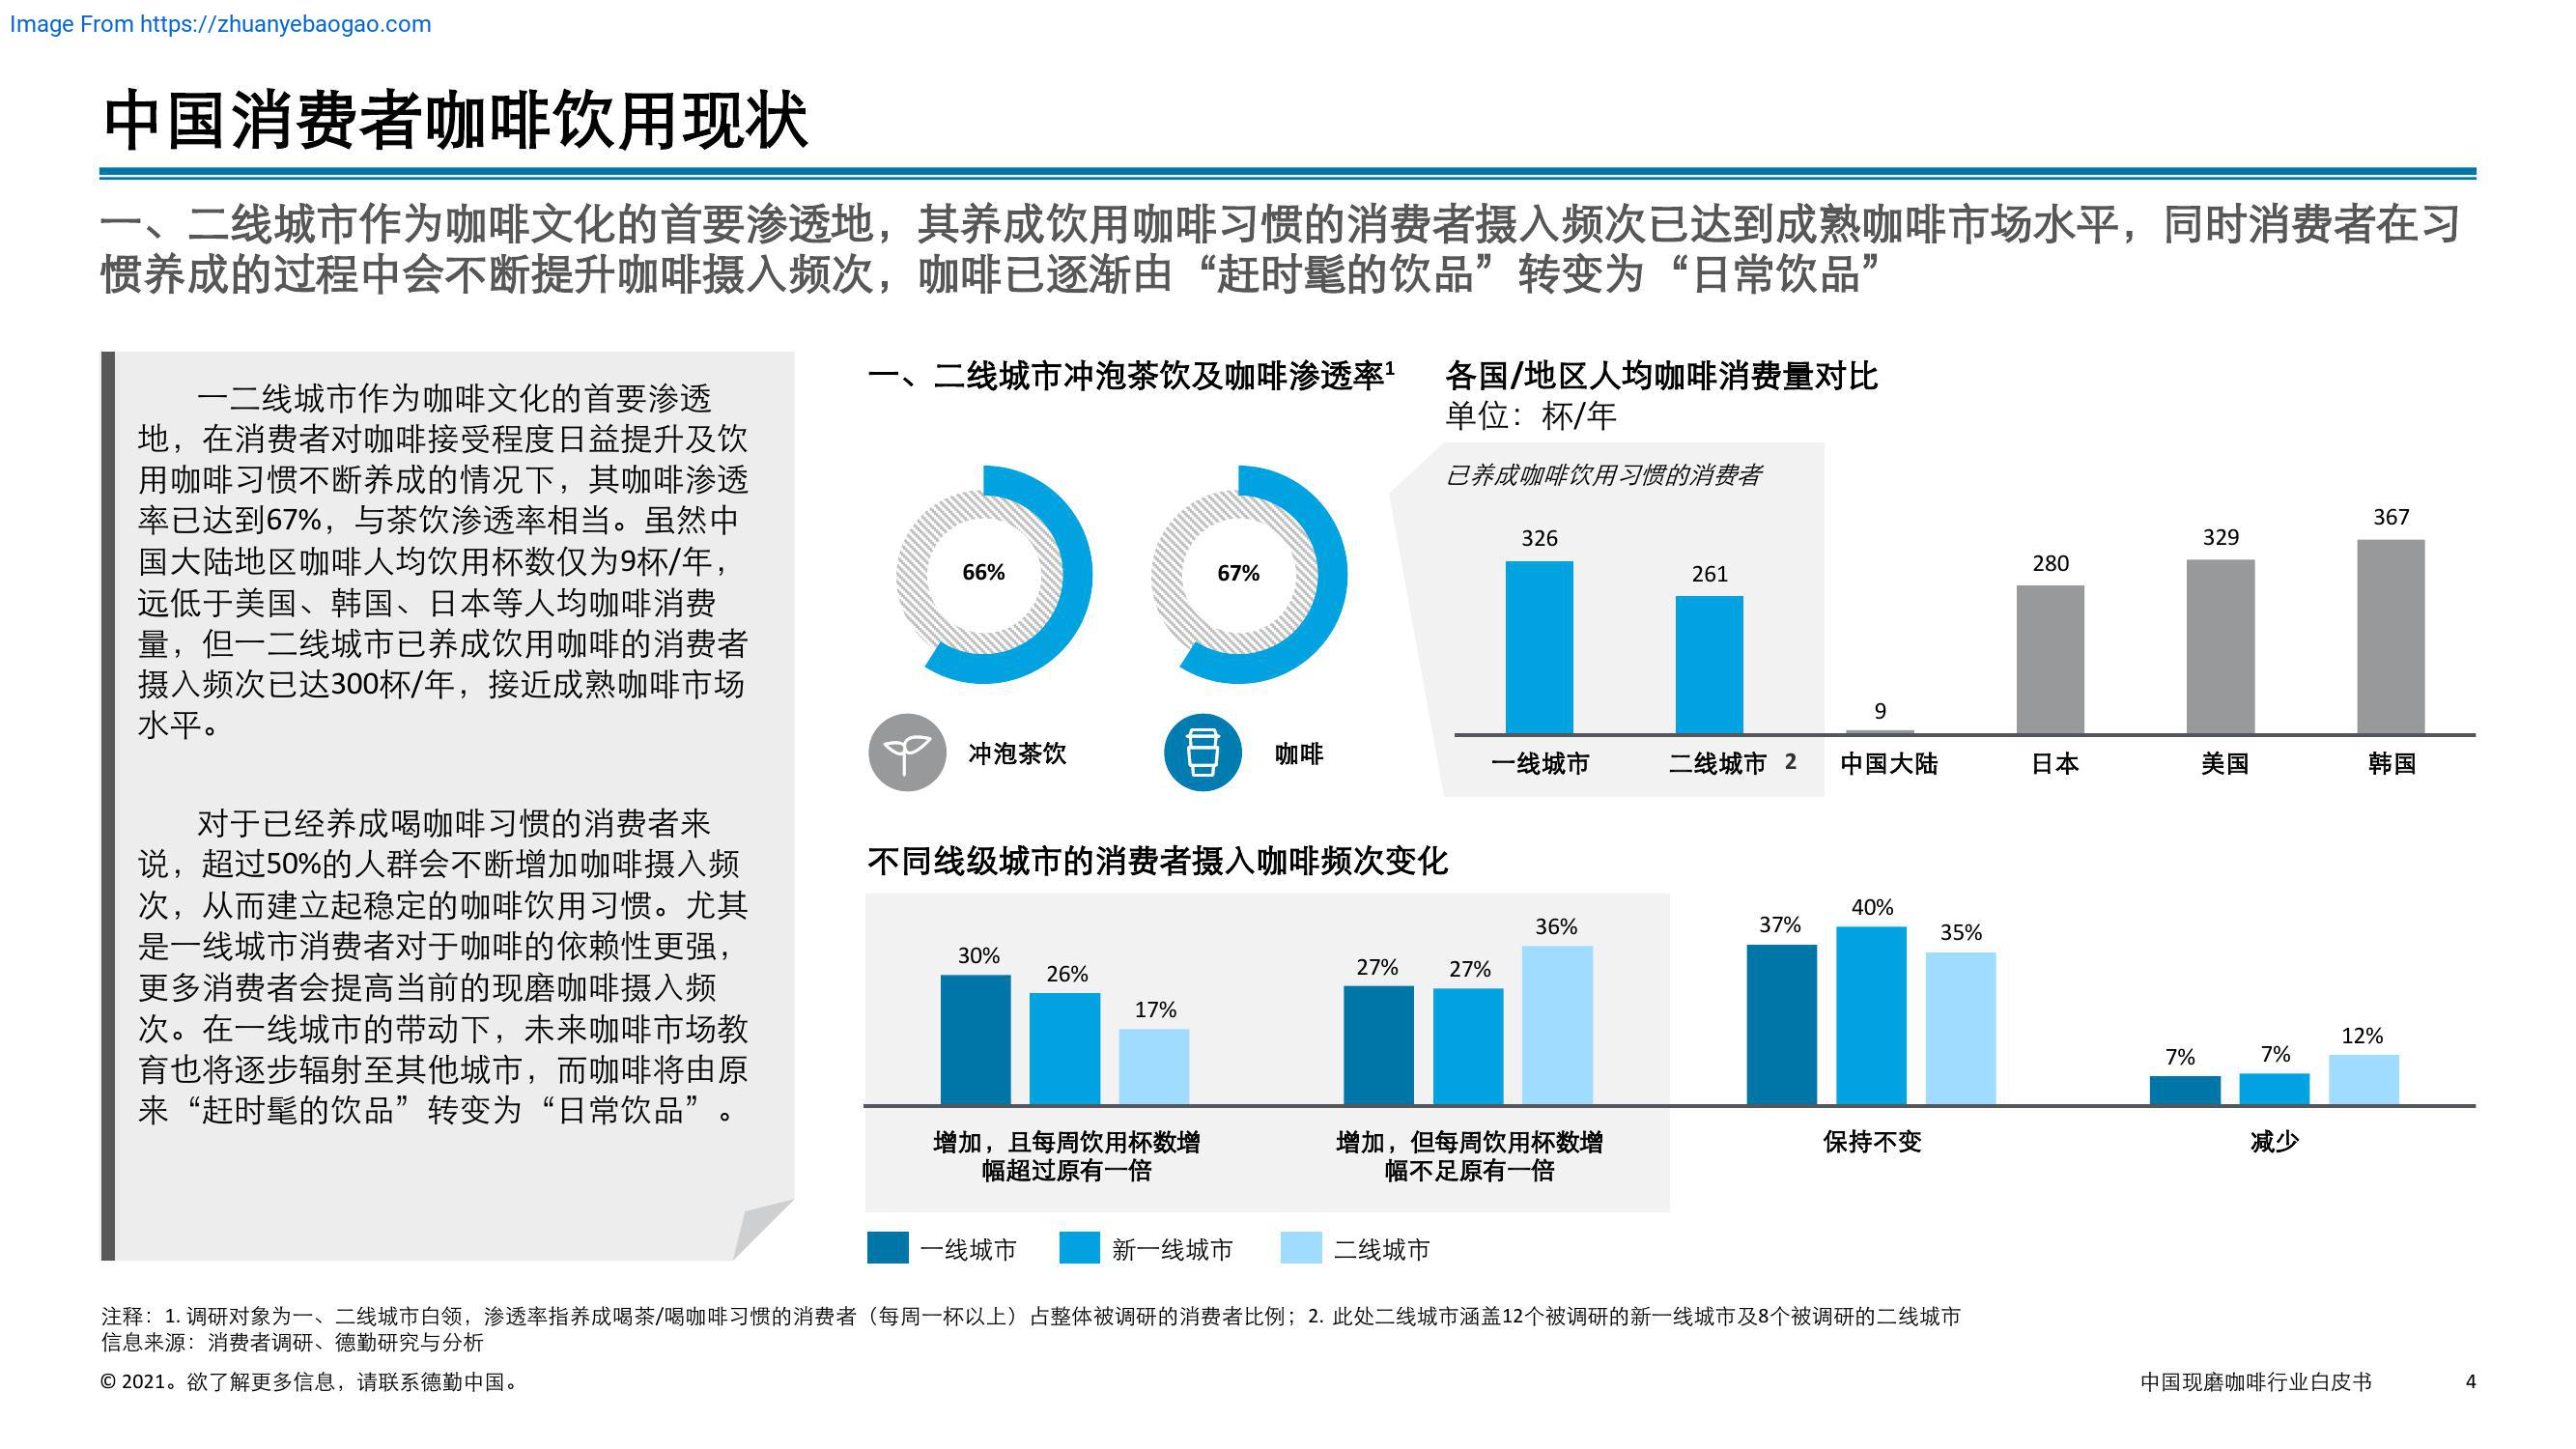 Image From https://zhuanyebaogao.com
中国消费者咖啡饮用现状
一、二线城市作为咖啡文化的首要渗透地，其养成饮用咖啡习惯的消费者摄入频次已达到成熟咖啡市场水平，同时消费者在习
惯养成的过程中会不断提升咖啡摄入频次，咖啡已逐渐由“赶时髦的饮品”转变为“日常饮品”
一二线城市作为咖啡文化的首要渗透
地，在消费者对咖啡接受程度日益提升及饮
用咖啡习惯不断养成的情况下，其咖啡渗透
率已达到67%，与茶饮渗透率相当。虽然中
国大陆地区咖啡人均饮用杯数仅为9杯/年，
远低于美国、韩国、日本等人均咖啡消费
量，但一二线城市已养成饮用咖啡的消费者
摄入频次已达300杯/年，接近成熟咖啡市场
水平。
对于已经养成喝咖啡习惯的消费者来
说，超过50%的人群会不断增加咖啡摄入频
次，从而建立起稳定的咖啡饮用习惯。尤其
是一线城市消费者对于咖啡的依赖性更强，
更多消费者会提高当前的现磨咖啡摄入频
次。在一线城市的带动下，未来咖啡市场教
育也将逐步辐射至其他城市，而咖啡将由原
来“赶时髦的饮品”转变为“日常饮品”。
一、二线城市冲泡茶饮及咖啡渗透率1
66%
67%
冲泡茶饮
咖啡
各国/地区人均咖啡消费量对比
单位：杯/年
已养成咖啡饮用习惯的消费者
326
261
9
280
329
367
一线城市
二线城市 2
中国大陆
日本
美国
韩国
不同线级城市的消费者摄入咖啡频次变化
30%
26%
17%
27%
27%
36%
37%
40%
35%
7%
7%
12%
增加，且每周饮用杯数增
幅超过原有一倍
增加，但每周饮用杯数增
幅不足原有一倍
保持不变
减少
一线城市
新一线城市
二线城市
注释：1. 调研对象为一、二线城市白领，渗透率指养成喝茶/喝咖啡习惯的消费者（每周一杯以上）占整体被调研的消费者比例；2. 此处二线城市涵盖12个被调研的新一线城市及8个被调研的二线城市
信息来源：消费者调研、德勤研究与分析
© 2021。欲了解更多信息，请联系德勤中国。
中国现磨咖啡行业白皮书
4